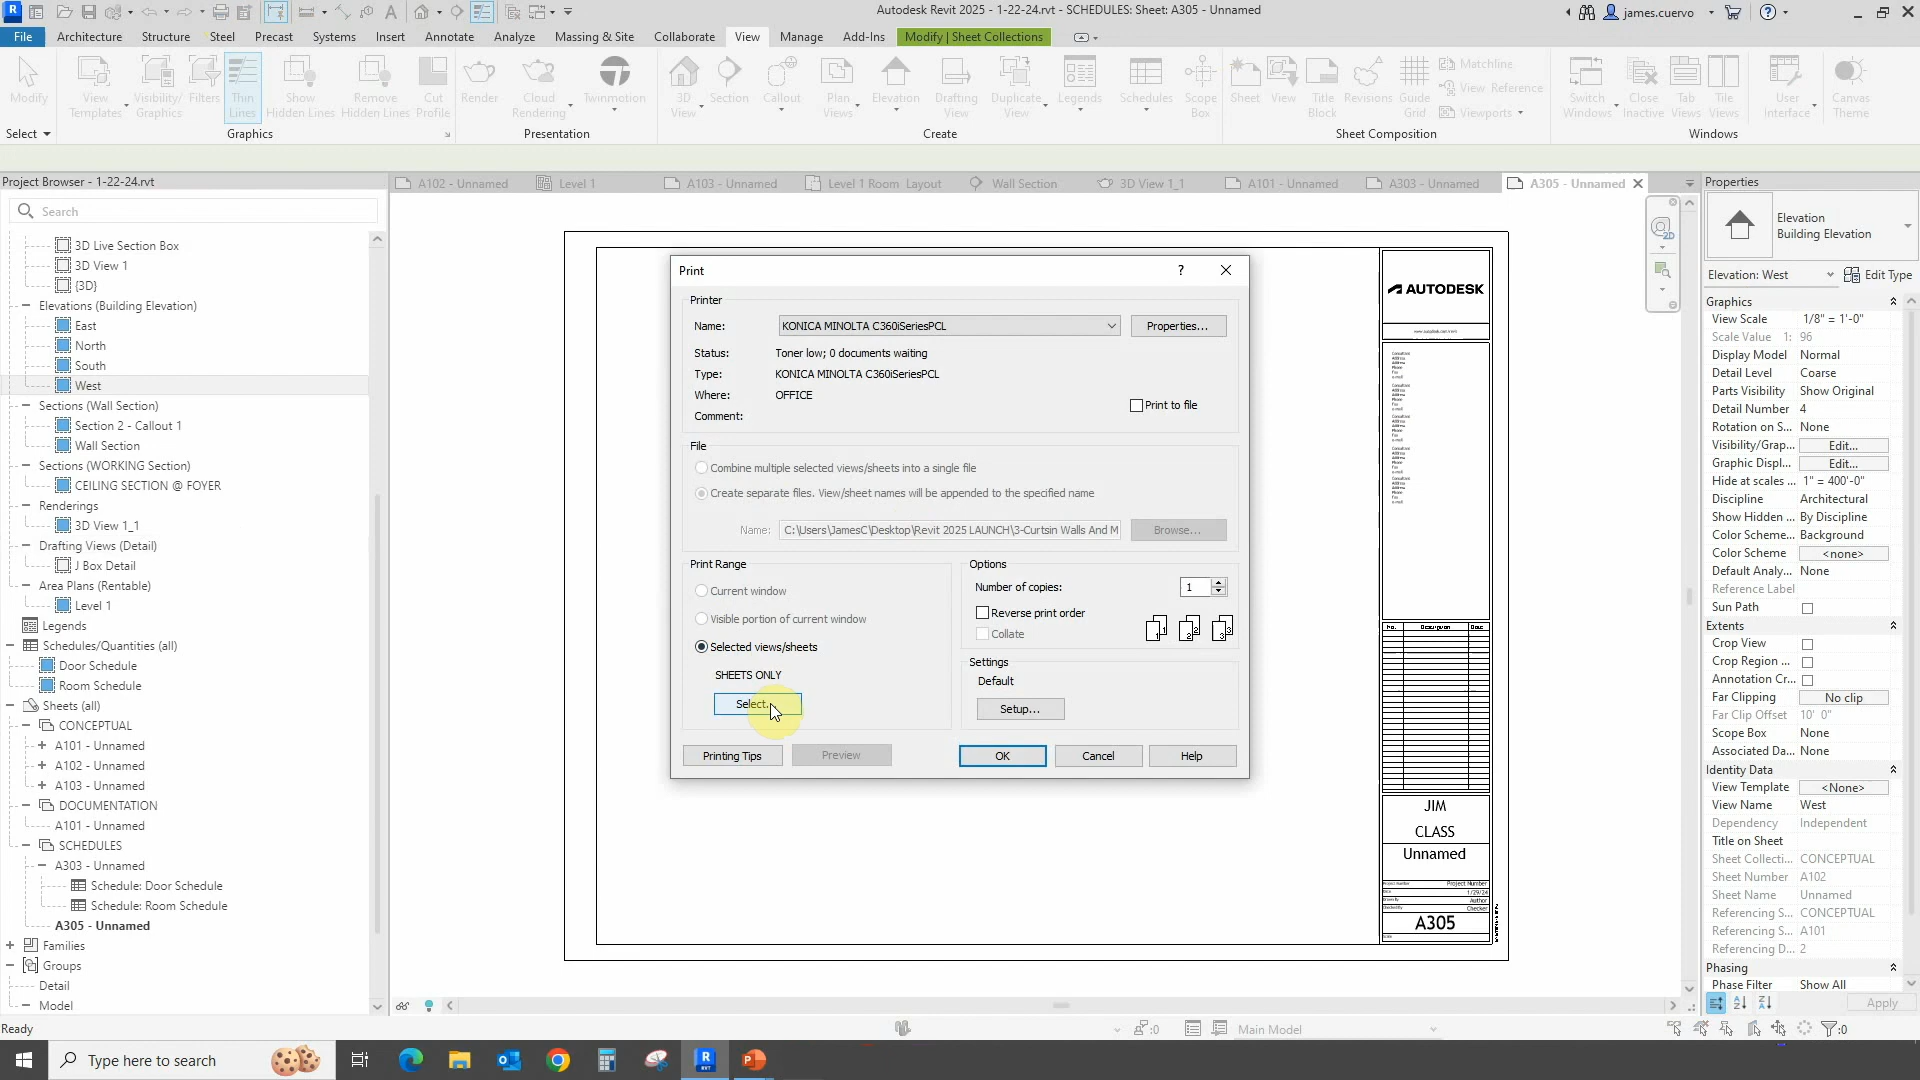 Autodesk Revit 2025 - 1-22-24.rvt - SCHEDULES: Sheet: A305 - Unnamed
james.cuervo
File Architecture Structure Steel Precast Systems Insert Annotate Analyze Massing & Site Collaborate View Manage Add-Ins Modify | Sheet Collections
Modify
View Templates
Visibility/ Graphics
Filters
Thin Lines
Show Hidden Lines
Remove Hidden Lines
Cut Profile
Render
Cloud Rendering
Twinmotion
3D View
Section
Callout
Plan Views
Elevation
Drafting View
Duplicate View
Legends
Schedules
Scope Box
Sheet
View
Title Block
Revisions
Guide Grid
Matchline
View Reference
Viewports
Switch Windows
Close Inactive
Tab Views
Tile Views
User Interface
Canvas Theme
Select Graphics Presentation Create Sheet Composition Windows
Project Browser - 1-22-24.rvt
Search
3D Live Section Box
3D View 1
{3D}
Elevations (Building Elevation)
East
North
South
West
Sections (Wall Section)
Section 2 - Callout 1
Wall Section
Sections (WORKING Section)
CEILING SECTION @ FOYER
Renderings
3D View 1_1
Drafting Views (Detail)
J Box Detail
Area Plans (Rentable)
Level 1
Legends
Schedules/Quantities (all)
Door Schedule
Room Schedule
Sheets (all)
CONCEPTUAL
A101 - Unnamed
A102 - Unnamed
A103 - Unnamed
DOCUMENTATION
A101 - Unnamed
SCHEDULES
A303 - Unnamed
Schedule: Door Schedule
Schedule: Room Schedule
A305 - Unnamed
Families
Groups
Detail
Model
A102 - Unnamed Level 1 A103 - Unnamed Level 1 Room Layout Wall Section 3D View 1_1 A101 - Unnamed A303 - Unnamed A305 - Unnamed
Print
Printer
Name: KONICA MINOLTA C360iSeriesPCL Properties...
Status: Toner low; 0 documents waiting
Type: KONICA MINOLTA C360iSeriesPCL
Where: OFFICE
Comment:
Print to file
File
Combine multiple selected views/sheets into a single file
Create separate files. View/sheet names will be appended to the specified name
Name: C:\Users\JamesC\Desktop\Revit 2025 LAUNCH\3-Curtsin Walls And M Browse...
Print Range
Current window
Visible portion of current window
Selected views/sheets
SHEETS ONLY
Select...
Options
Number of copies: 1
Reverse print order
Collate
Settings
Default
Setup...
Printing Tips Preview OK Cancel Help
AUTODESK
No. Description Date
JIM
CLASS
Unnamed
Project Number Project Number
Date 1/29/24
Drawn By Author
Checked By Checker
A305
Properties
Elevation
Building Elevation
Elevation: West Edit Type
Graphics
View Scale 1/8" = 1'-0"
Scale Value 1: 96
Display Model Normal
Detail Level Coarse
Parts Visibility Show Original
Detail Number 4
Rotation on S... None
Visibility/Grap... Edit...
Graphic Displ... Edit...
Hide at scales ... 1" = 400'-0"
Discipline Architectural
Show Hidden ... By Discipline
Color Scheme... Background
Color Scheme <none>
Default Analy... None
Reference Label
Sun Path
Extents
Crop View
Crop Region ...
Annotation Cr...
Far Clipping No clip
Far Clip Offset 10' 0"
Scope Box None
Associated Da... None
Identity Data
View Template <None>
View Name West
Dependency Independent
Title on Sheet
Sheet Collecti... CONCEPTUAL
Sheet Number A102
Sheet Name Unnamed
Referencing S... CONCEPTUAL
Referencing S... A101
Referencing D... 2
Phasing
Phase Filter Show All
Apply
Ready
:0 Main Model :0
Type here to search